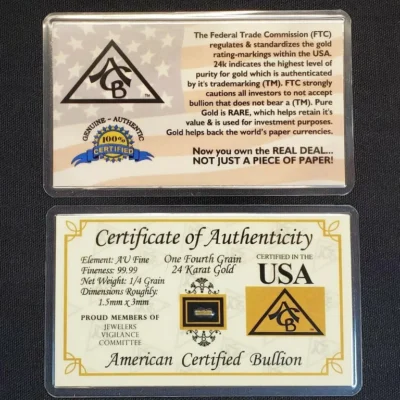 The Federal Trade Commission (FTC)
regulates & standardizes the gold
rating-markings within the USA.
24k indicates the highest level of
purity for gold which is authenticated
by it's trademarking (TM). FTC strongly
cautions all investors to not accept
bullion that does not bear a (TM). Pure
Gold is RARE, which helps retain it's
value & is used for investment purposes.
Gold helps back the world's paper currencies.
Now you own the REAL DEAL...
NOT JUST A PIECE OF PAPER!
ACB
TM
GENUINE - AUTHENTIC
100%
CERTIFIED
Certificate of Authenticity
Element: AU Fine
Fineness: 99.99
Net Weight: 1/4 Grain
Dimensions Roughly:
1.5mm x 3mm
PROUD MEMBERS OF
JEWELERS
VIGILANCE
COMMITTEE
One Fourth Grain
24 Karat Gold
CERTIFIED IN THE
USA
ACB
TM
American Certified Bullion